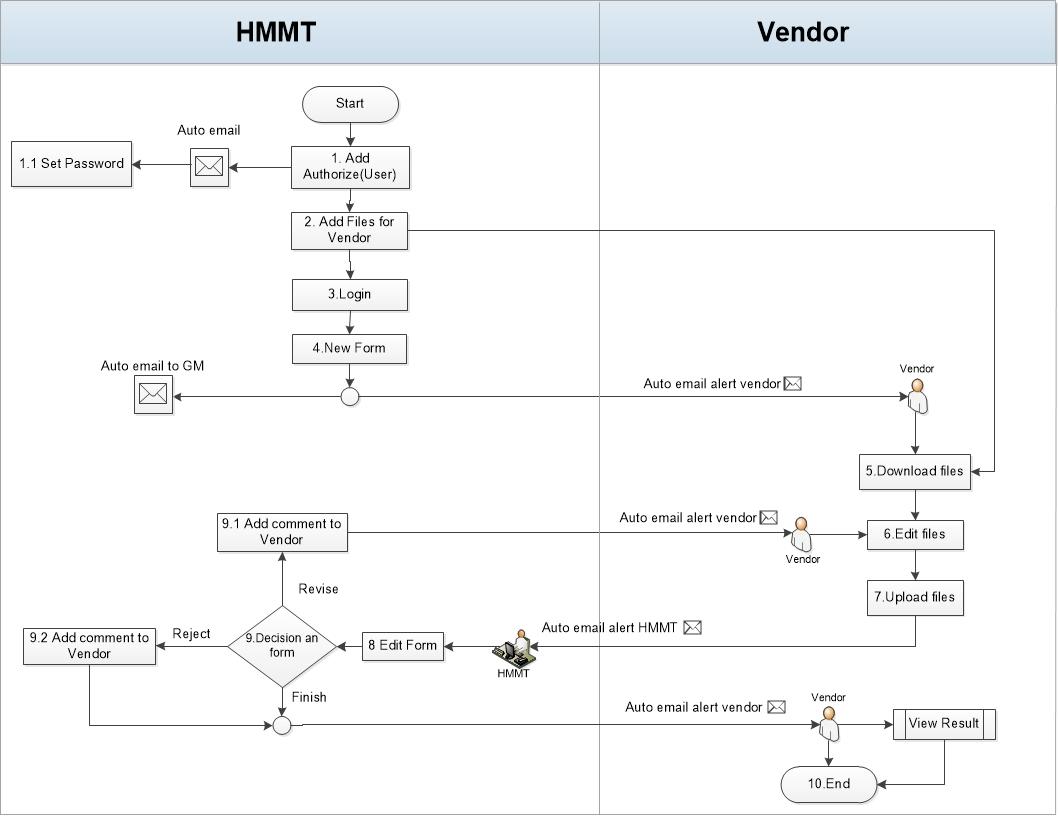 HMMT
Vendor
Start
Auto email
1.1 Set Password
1. Add
Authorize(User)
2. Add Files for
Vendor
3.Login
4.New Form
Auto email to GM
Auto email alert vendor
Vendor
5.Download files
9.1 Add comment to
Vendor
Auto email alert vendor
Vendor
6.Edit files
Revise
7.Upload files
9.2 Add comment to
Vendor
Reject
9.Decision an
form
8 Edit Form
Auto email alert HMMT
HMMT
Finish
Auto email alert vendor
Vendor
View Result
10.End